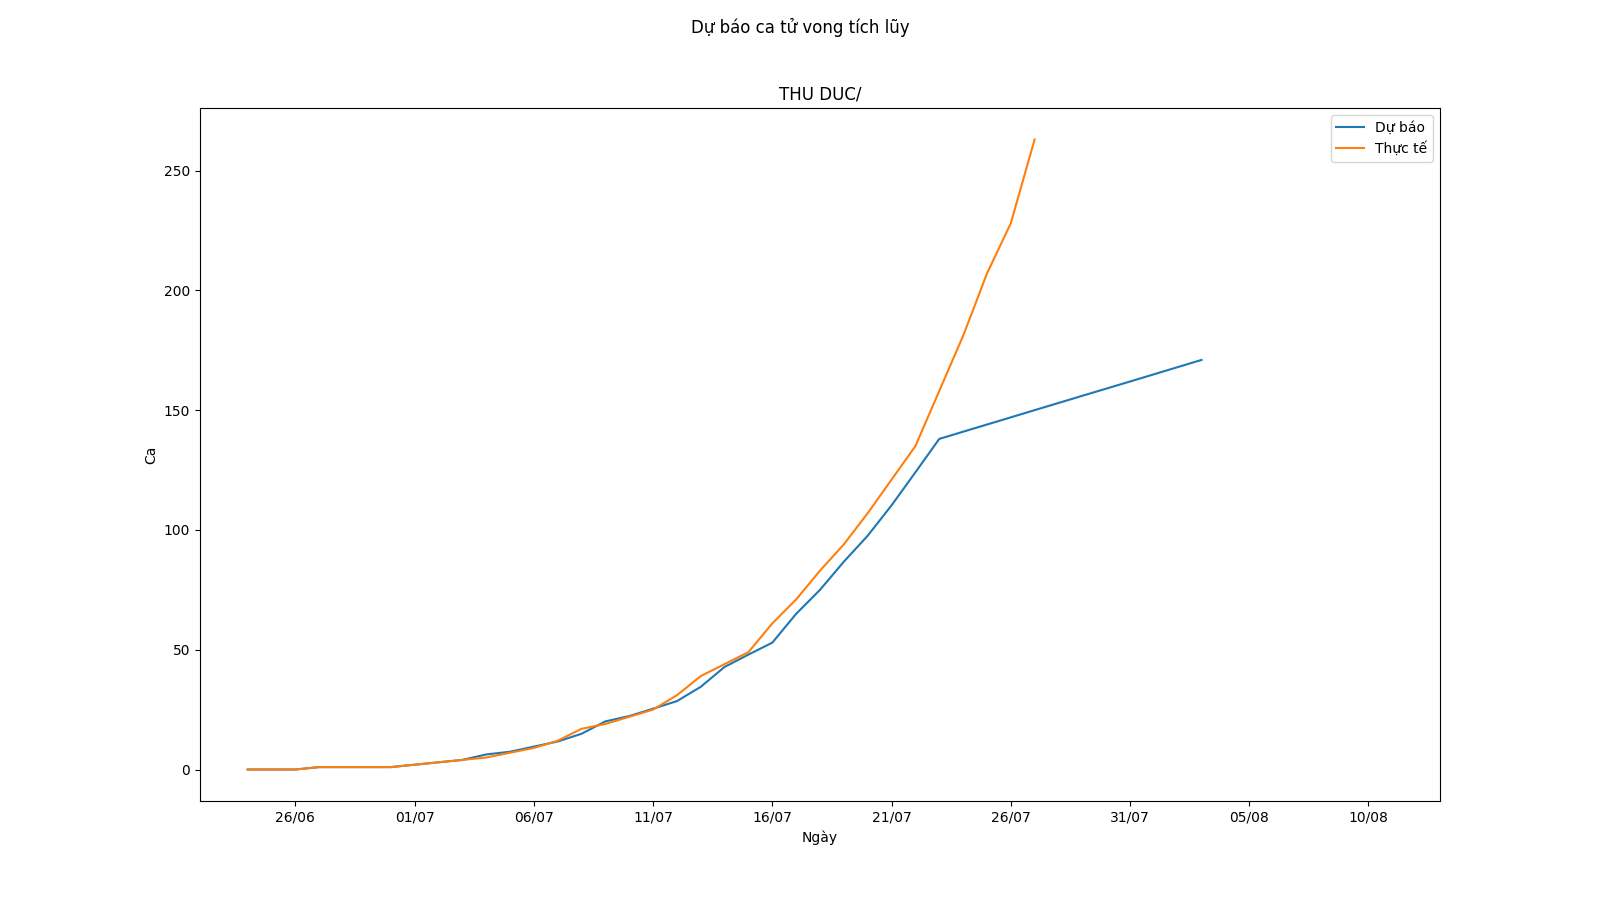 Dự báo ca tử vong tích lũy
THU DUC/
Dự báo
Thực tế
250
200
150
100
50
0
Ca
26/06 01/07 06/07 11/07 16/07 21/07 26/07 31/07 05/08 10/08
Ngày